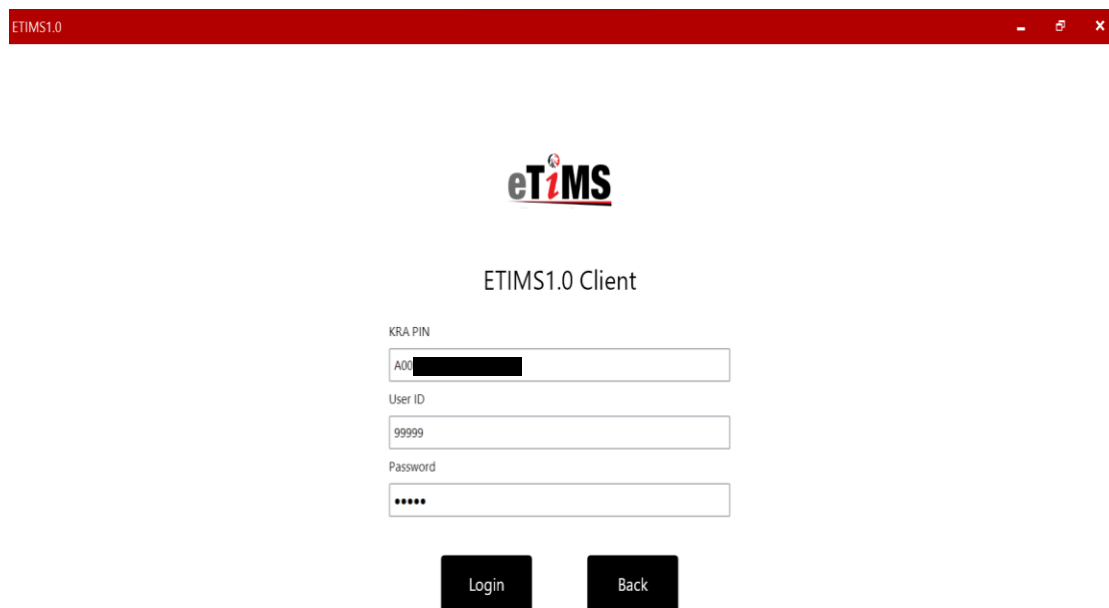 ETIMS1.0
eTiMS
ETIMS1.0 Client
KRA PIN
A00
User ID
99999
Password
•••••
Login Back